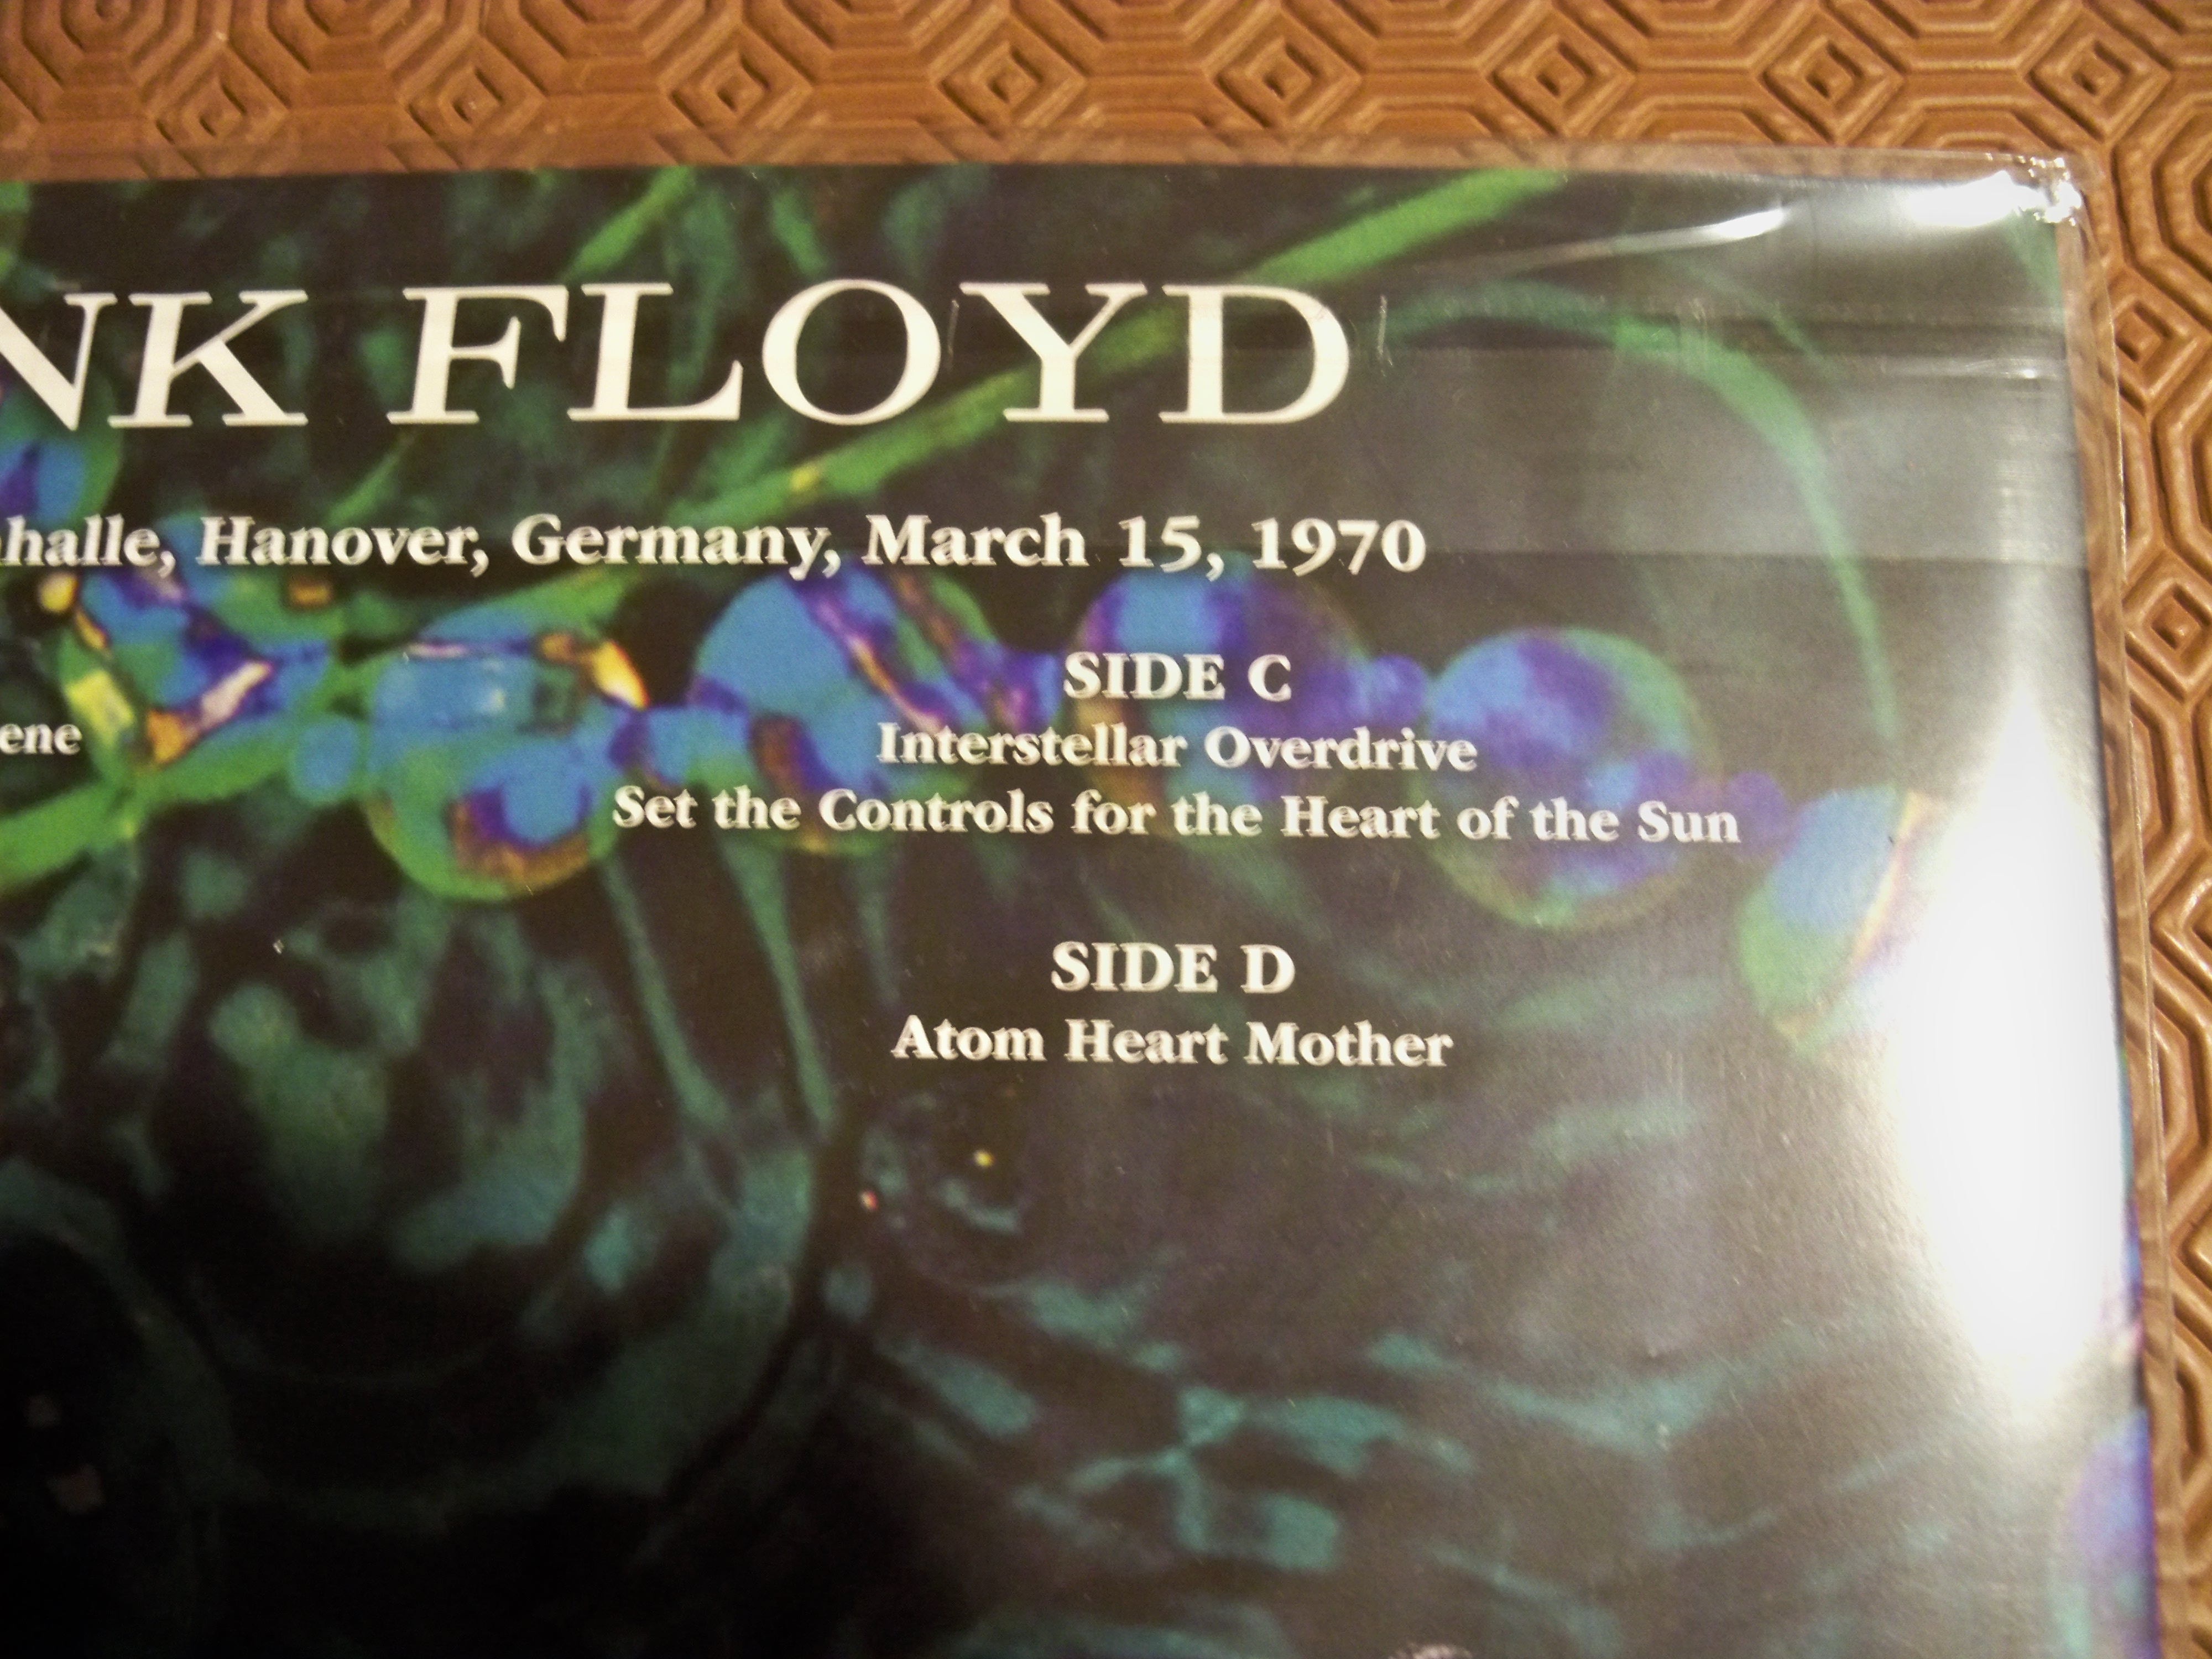 NK FLOYD
halle, Hanover, Germany, March 15, 1970
SIDE C
ene
Interstellar Overdrive
Set the Controls for the Heart of the Sun
SIDE D
Atom Heart Mother